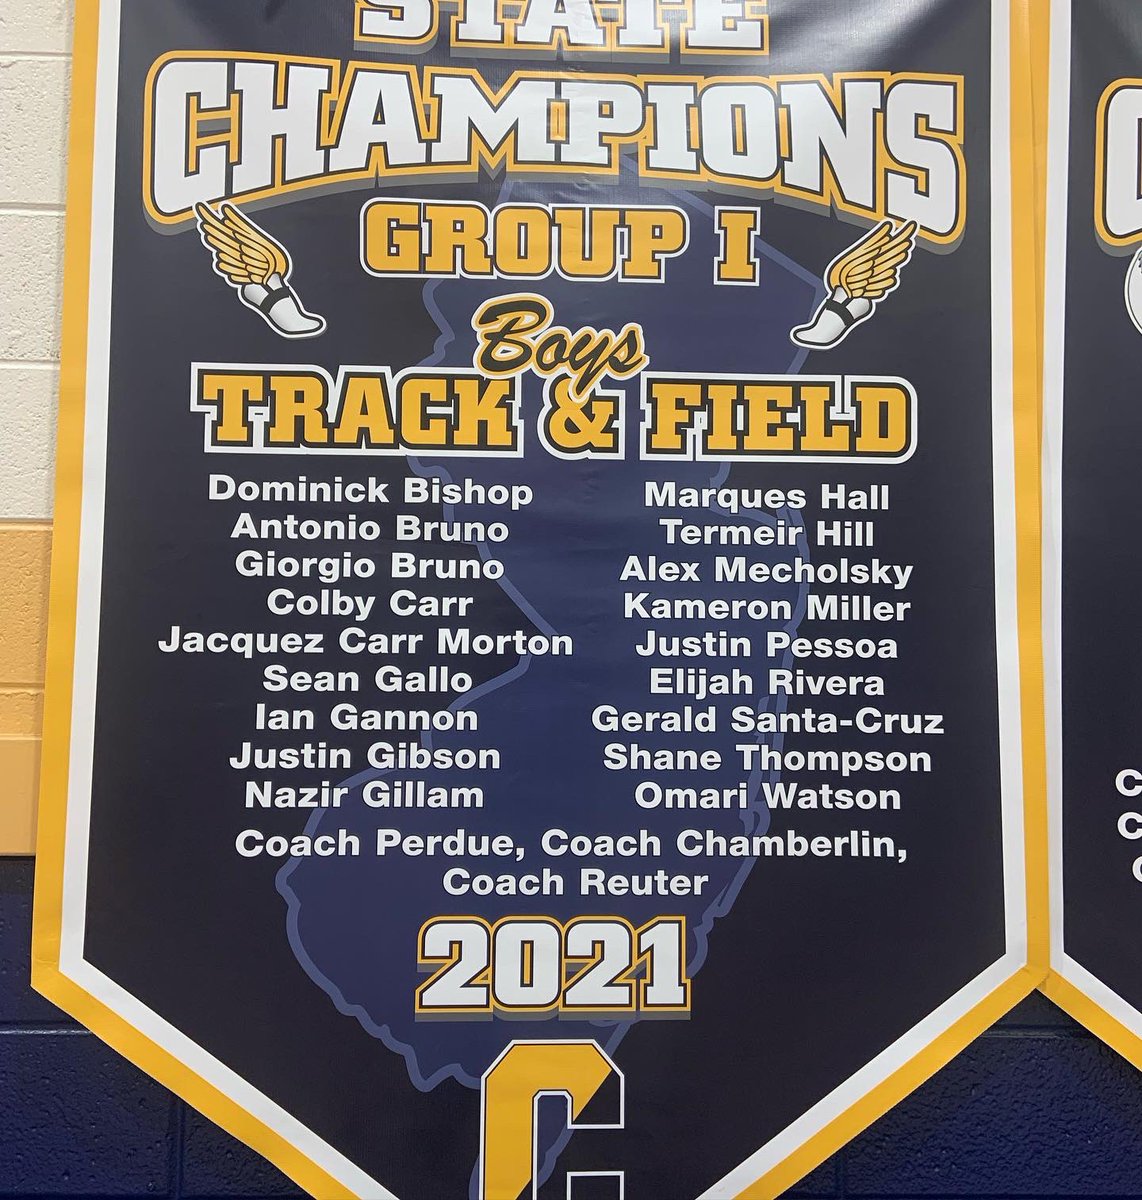 STATE
CHAMPIONS
GROUP I
Boys
TRACK & FIELD
Dominick Bishop
Antonio Bruno
Giorgio Bruno
Colby Carr
Jacquez Carr Morton
Sean Gallo
Ian Gannon
Justin Gibson
Nazir Gillam
Marques Hall
Termeir Hill
Alex Mecholsky
Kameron Miller
Justin Pessoa
Elijah Rivera
Gerald Santa-Cruz
Shane Thompson
Omari Watson
Coach Perdue, Coach Chamberlin,
Coach Reuter
2021
C